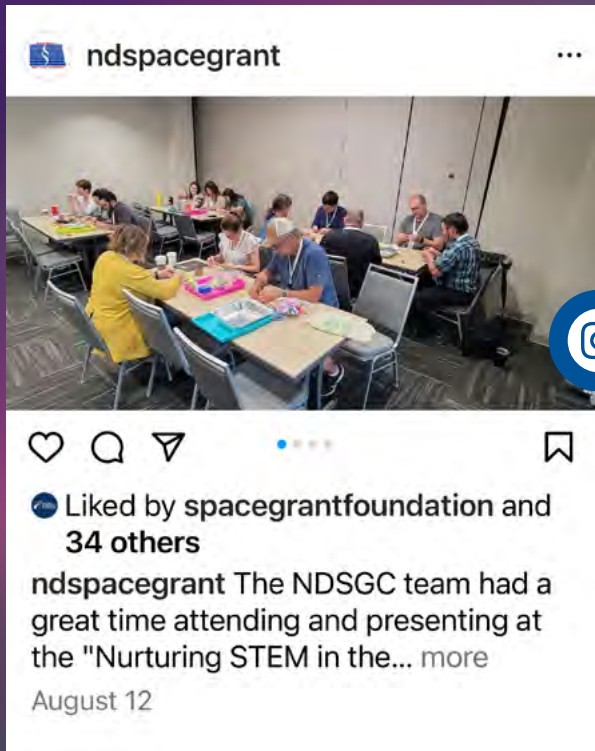 ndspacegrant
Liked by spacegrantfoundation and
34 others
ndspacegrant The NDSGC team had a
great time attending and presenting at
the "Nurturing STEM in the... more
August 12